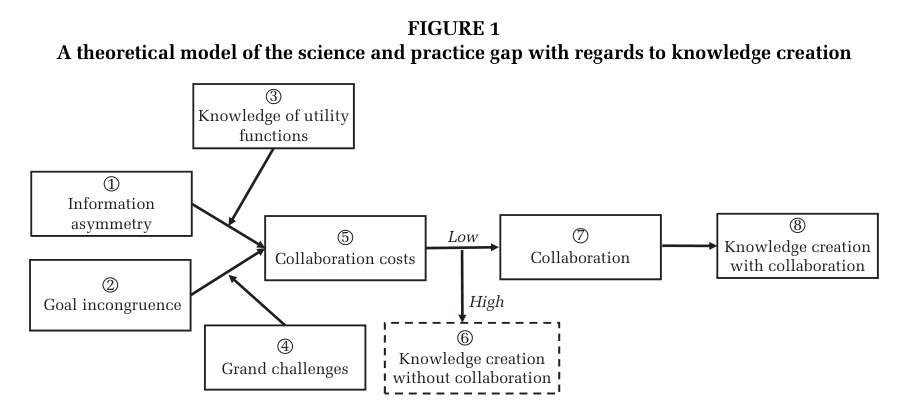 FIGURE 1
A theoretical model of the science and practice gap with regards to knowledge creation
③
Knowledge of utility
functions
①
Information
asymmetry
②
Goal incongruence
④
Grand challenges
⑤
Collaboration costs
Low
High
⑥
Knowledge creation
without collaboration
⑦
Collaboration
⑧
Knowledge creation
with collaboration